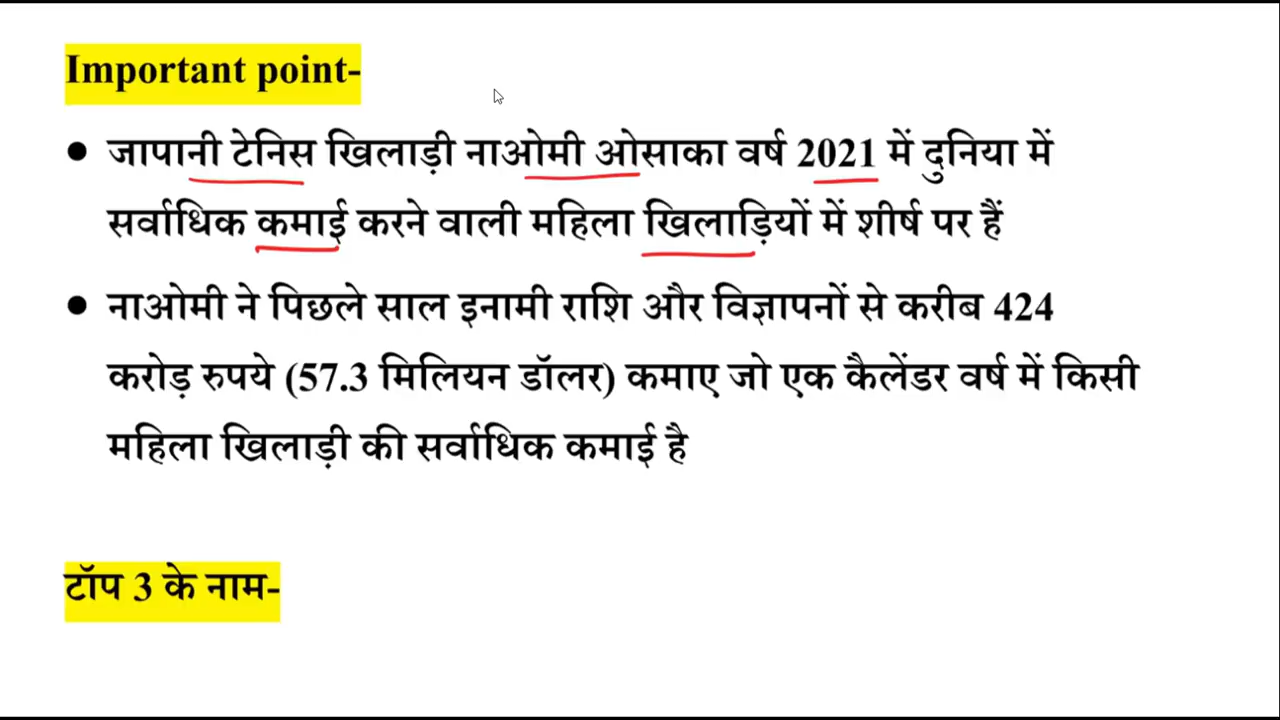 Important point-
● जापानी टेनिस खिलाड़ी नाओमी ओसाका वर्ष 2021 में दुनिया में
सर्वाधिक कमाई करने वाली महिला खिलाड़ियों में शीर्ष पर हैं
● नाओमी ने पिछले साल इनामी राशि और विज्ञापनों से करीब 424
करोड़ रुपये (57.3 मिलियन डॉलर) कमाए जो एक कैलेंडर वर्ष में किसी
महिला खिलाड़ी की सर्वाधिक कमाई है
टॉप 3 के नाम-